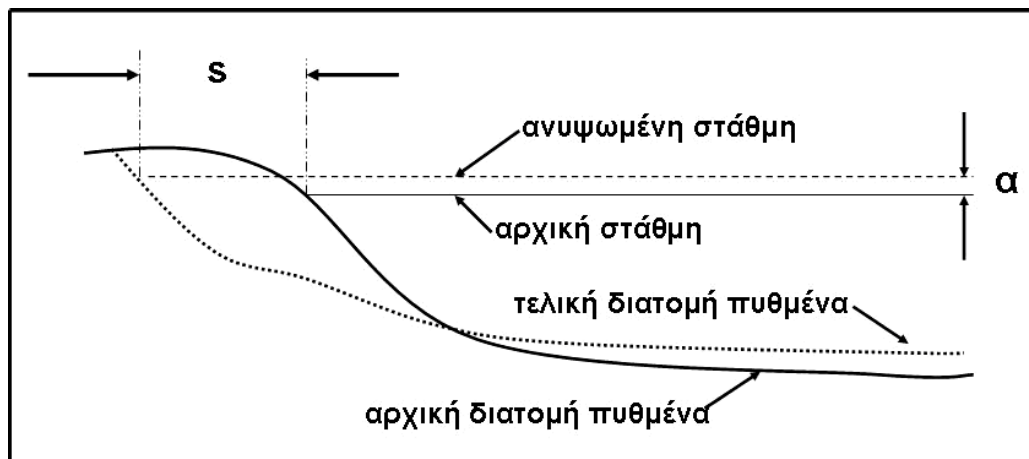 s
ανυψωμένη στάθμη
α
αρχική στάθμη
τελική διατομή πυθμένα
αρχική διατομή πυθμένα